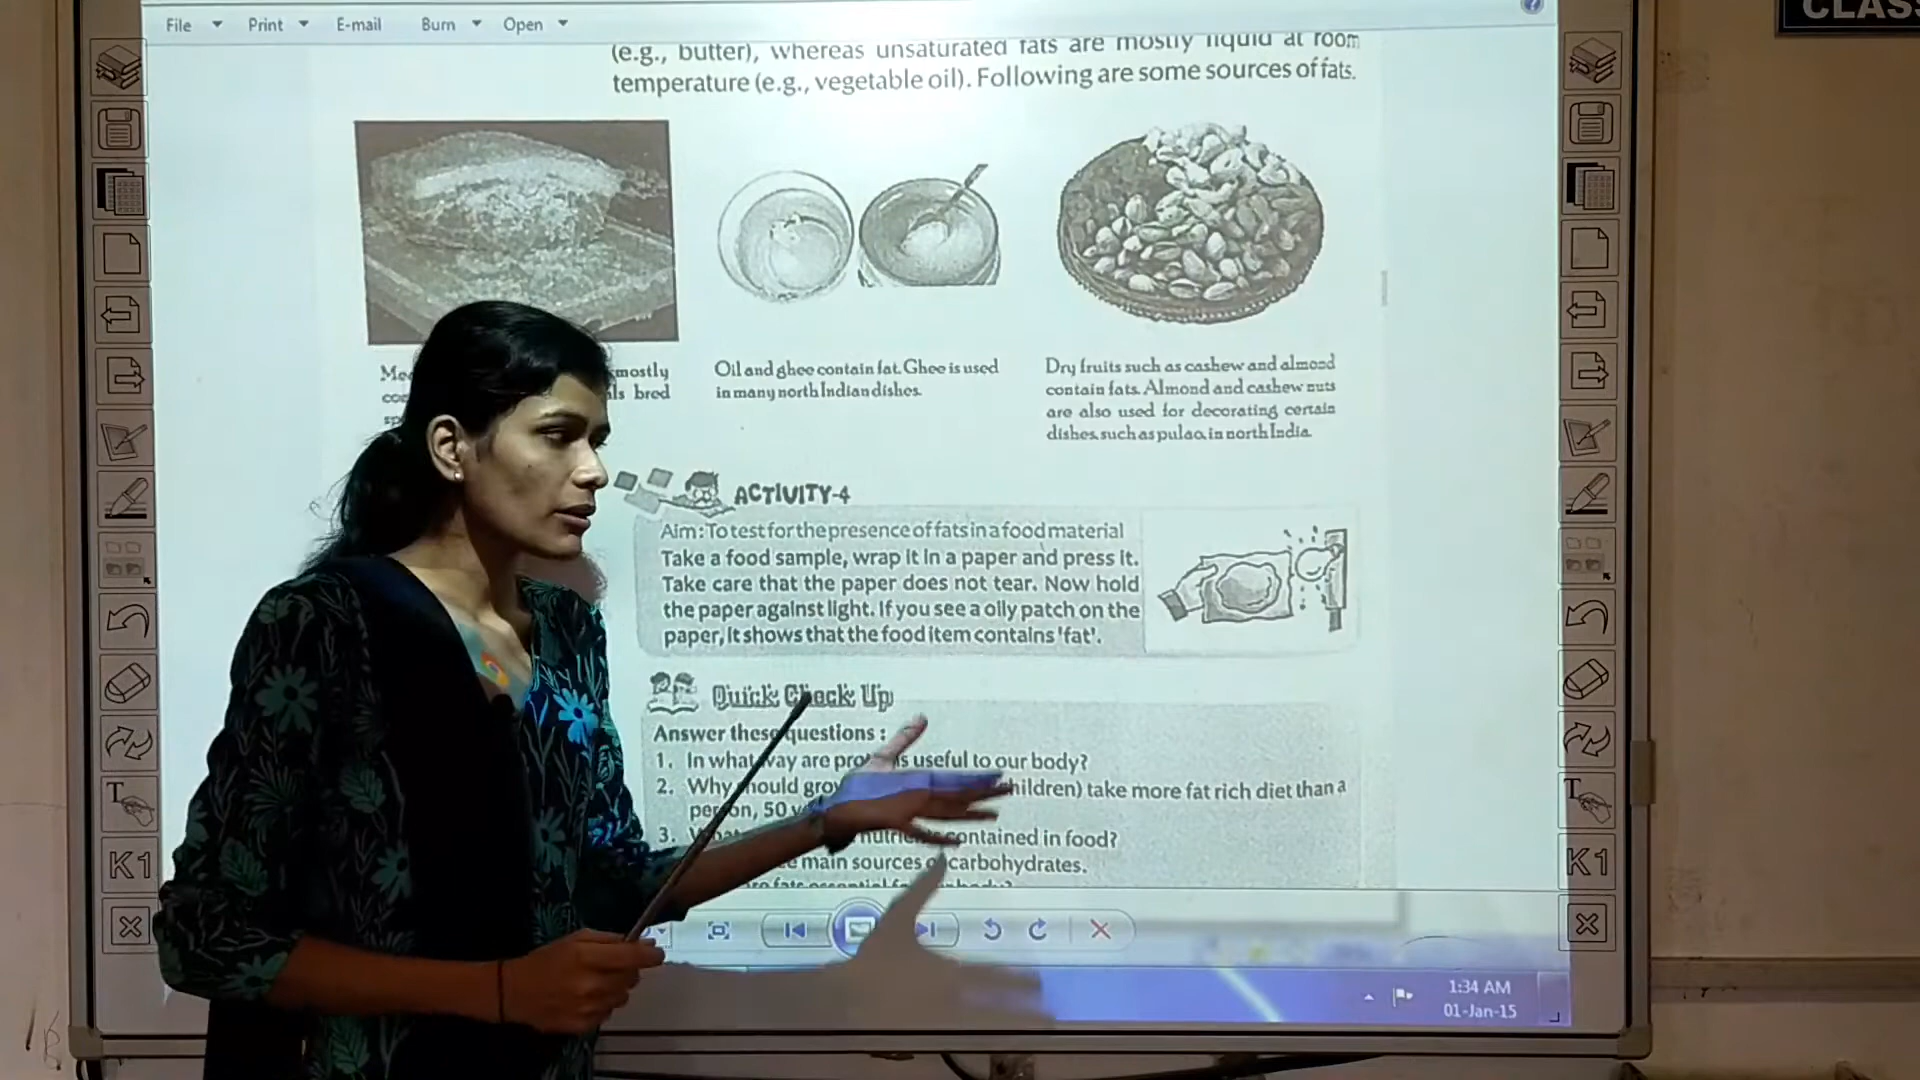 CLASS
File Print E-mail Burn Open
(e.g., butter), whereas unsaturated fats are mostly liquid at room
temperature (e.g., vegetable oil). Following are some sources of fats.
mostly
bred
Oil and ghee contain fat. Ghee is used
in many north Indian dishes.
Dry fruits such as cashew and almond
contain fats. Almond and cashew nuts
are also used for decorating certain
dishes, such as pulao, in north India.
ACTIVITY-4
Aim: To test for the presence of fats in a food material
Take a food sample, wrap it in a paper and press it.
Take care that the paper does not tear. Now hold
the paper against light. If you see a oily patch on the
paper, it shows that the food item contains 'fat'.
Quick Check Up
Answer these questions :
1. In what way are useful to our body?
2. Why should children) take more fat rich diet than a
person, 50
3. nutrients contained in food?
main sources of carbohydrates.
T
T
K1
K1
1:34 AM
01-Jan-15